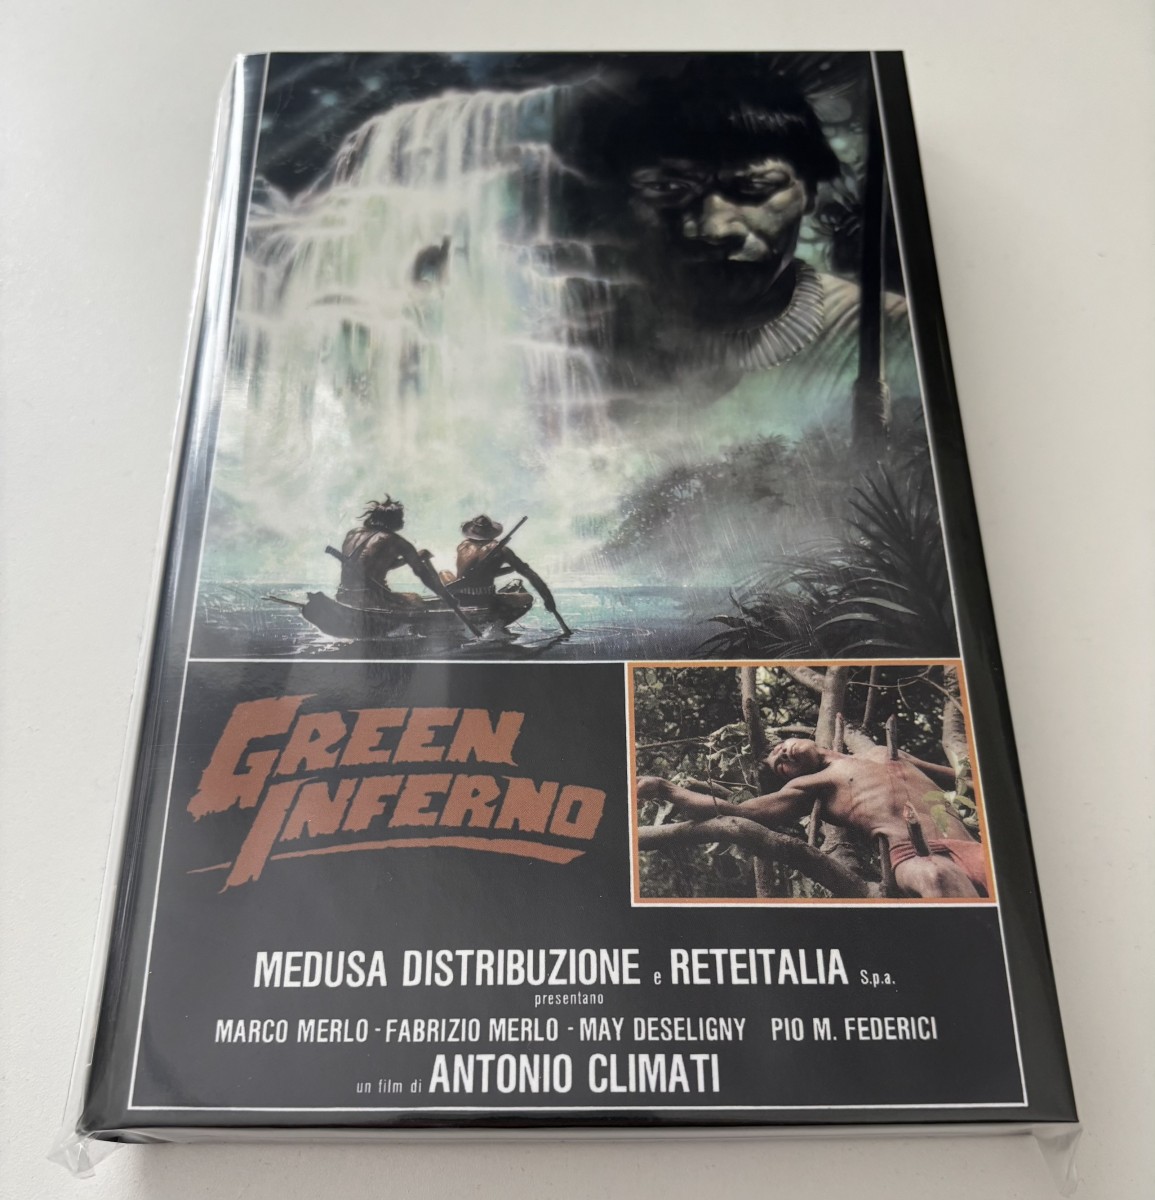 GREEN
INFERNO
MEDUSA DISTRIBUZIONE e RETEITALIA S.p.a.
presentano
MARCO MERLO - FABRIZIO MERLO - MAY DESELIGNY PIO M. FEDERICI
un film di ANTONIO CLIMATI